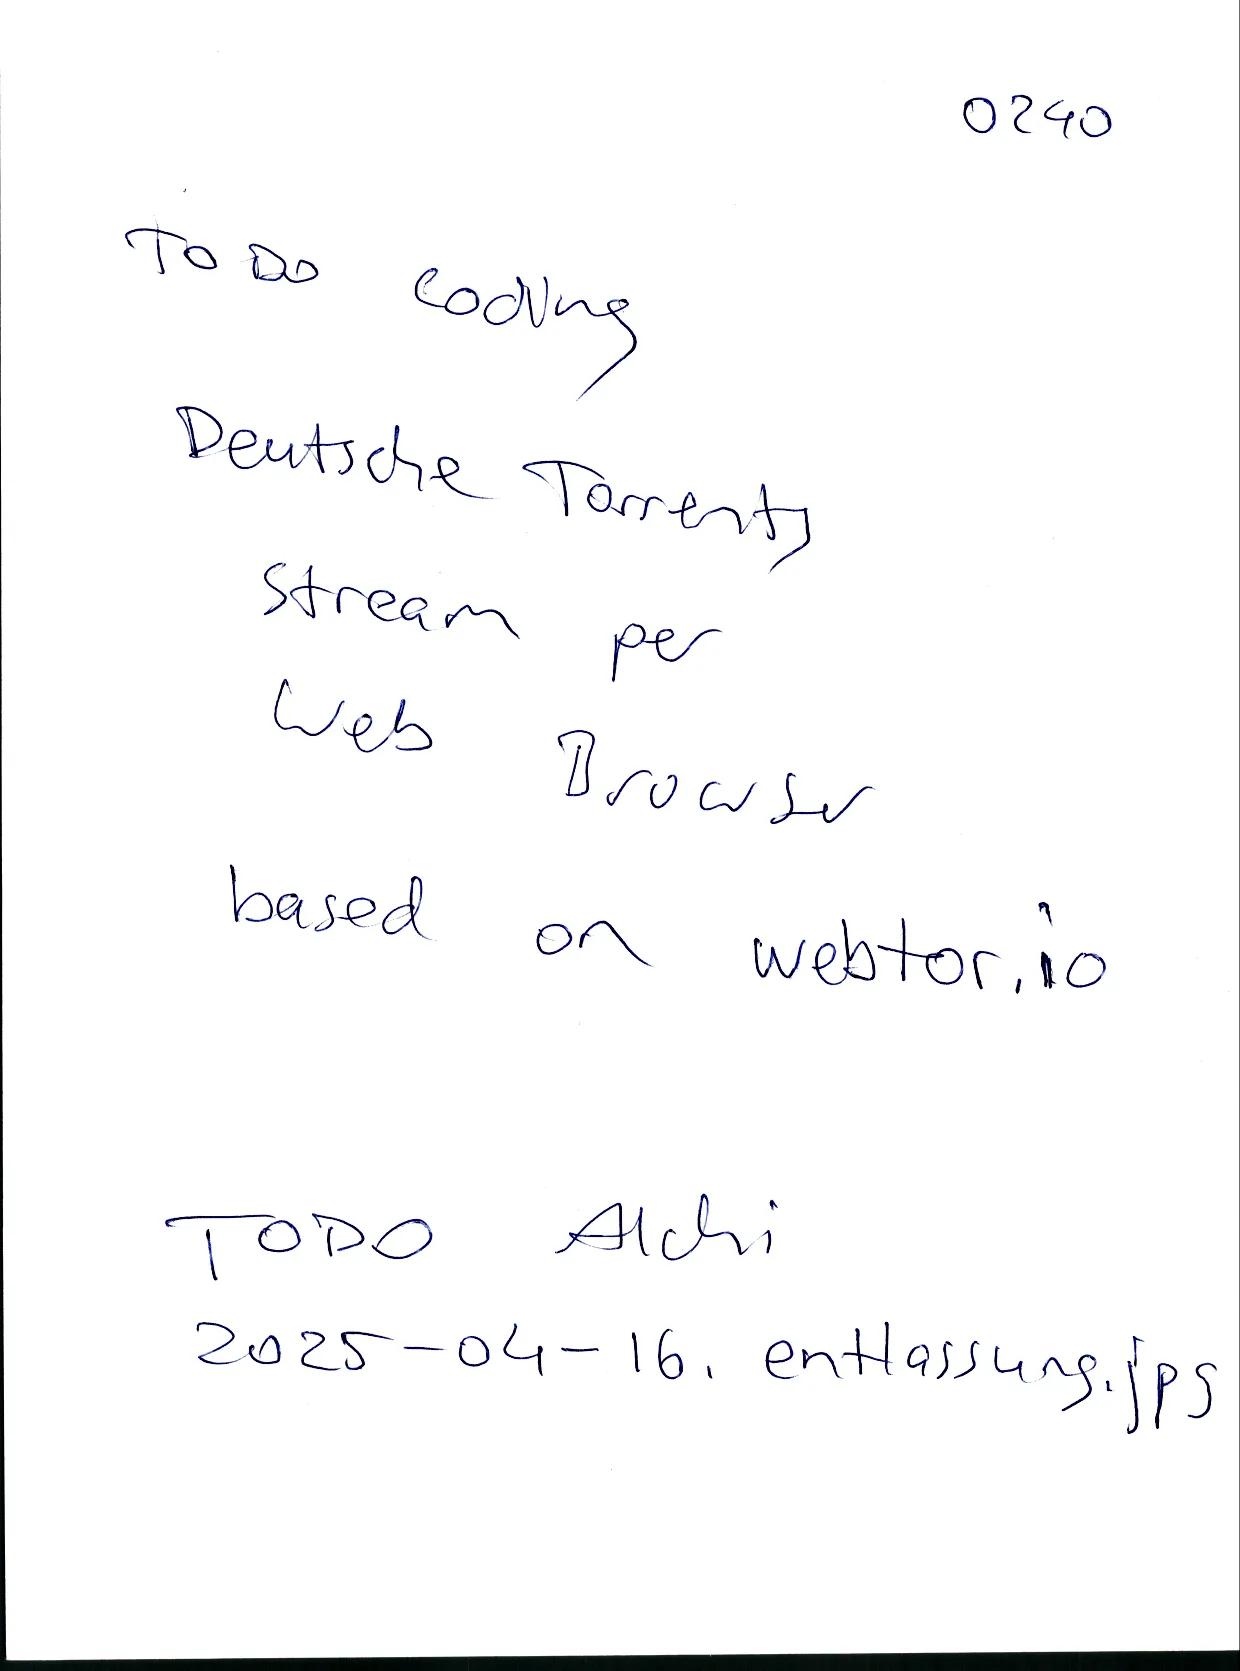 0240
TO DO coding
Deutsche Torrents
Stream per
Web Browser
based on webtor.io
TODO Alchi
2025-04-16. entlassung.jpg